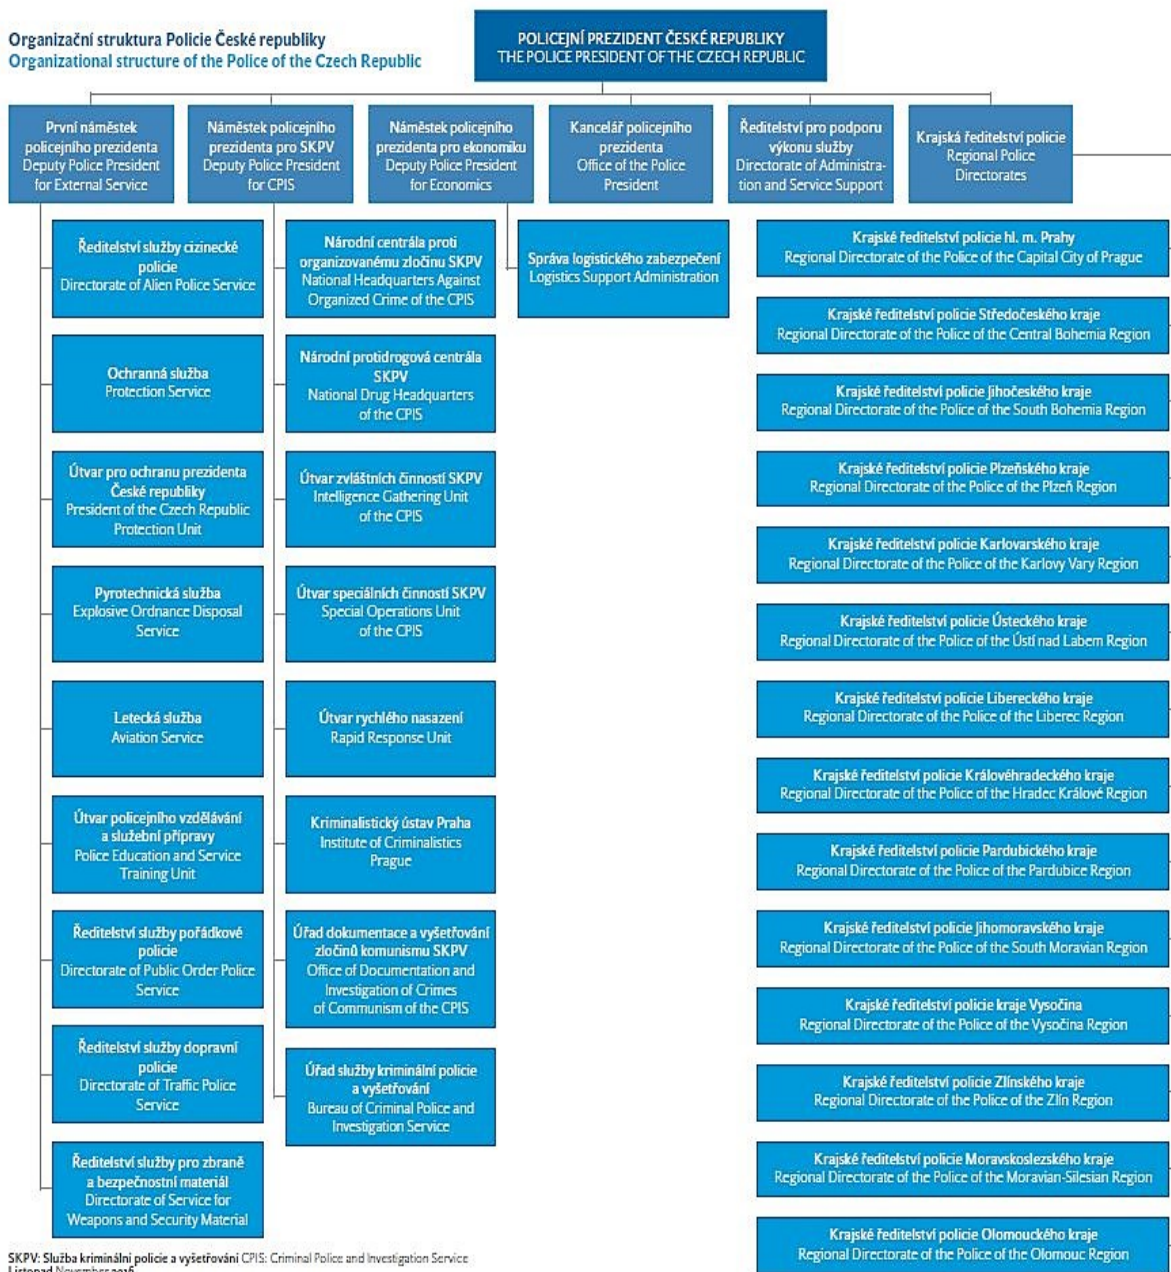 Organizační struktura Policie České republiky
Organizational structure of the Police of the Czech Republic
POLICEJNÍ PREZIDENT ČESKÉ REPUBLIKY
THE POLICE PRESIDENT OF THE CZECH REPUBLIC
První náměstek
policejního prezidenta
Deputy Police President
for External Service
Náměstek policejního
prezidenta pro SKPV
Deputy Police President
for CPIS
Náměstek policejního
prezidenta pro ekonomiku
Deputy Police President
for Economics
Kancelář policejního
prezidenta
Office of the Police
President
Ředitelství pro podporu
výkonu služby
Directorate of Administra-
tion and Service Support
Krajská ředitelství policie
Regional Police
Directorates
Ředitelství služby cizinecké
policie
Directorate of Alien Police Service
Ochranná služba
Protection Service
Útvar pro ochranu prezidenta
České republiky
President of the Czech Republic
Protection Unit
Pyrotechnická služba
Explosive Ordnance Disposal
Service
Letecká služba
Aviation Service
Útvar policejního vzdělávání
a služební přípravy
Police Education and Service
Training Unit
Ředitelství služby pořádkové
policie
Directorate of Public Order Police
Service
Ředitelství služby dopravní
policie
Directorate of Traffic Police
Service
Ředitelství služby pro zbraně
a bezpečnostní materiál
Directorate of Service for
Weapons and Security Material
Národní centrála proti
organizovanému zločinu SKPV
National Headquarters Against
Organized Crime of the CPIS
Národní protidrogová centrála
SKPV
National Drug Headquarters
of the CPIS
Útvar zvláštních činností SKPV
Intelligence Gathering Unit
of the CPIS
Útvar speciálních činností SKPV
Special Operations Unit
of the CPIS
Útvar rychlého nasazení
Rapid Response Unit
Kriminalistický ústav Praha
Institute of Criminalistics
Prague
Úřad dokumentace a vyšetřování
zločinů komunismu SKPV
Office of Documentation and
Investigation of Crimes
of Communism of the CPIS
Úřad služby kriminální policie
a vyšetřování
Bureau of Criminal Police and
Investigation Service
Správa logistického zabezpečení
Logistics Support Administration
Krajské ředitelství policie hl. m. Prahy
Regional Directorate of the Police of the Capital City of Prague
Krajské ředitelství policie Středočeského kraje
Regional Directorate of the Police of the Central Bohemia Region
Krajské ředitelství policie Jihočeského kraje
Regional Directorate of the Police of the South Bohemia Region
Krajské ředitelství policie Plzeňského kraje
Regional Directorate of the Police of the Plzeň Region
Krajské ředitelství policie Karlovarského kraje
Regional Directorate of the Police of the Karlovy Vary Region
Krajské ředitelství policie Ústeckého kraje
Regional Directorate of the Police of the Ústí nad Labem Region
Krajské ředitelství policie Libereckého kraje
Regional Directorate of the Police of the Liberec Region
Krajské ředitelství policie Královéhradeckého kraje
Regional Directorate of the Police of the Hradec Králové Region
Krajské ředitelství policie Pardubického kraje
Regional Directorate of the Police of the Pardubice Region
Krajské ředitelství policie Jihomoravského kraje
Regional Directorate of the Police of the South Moravian Region
Krajské ředitelství policie kraje Vysočina
Regional Directorate of the Police of the Vysočina Region
Krajské ředitelství policie Zlínského kraje
Regional Directorate of the Police of the Zlín Region
Krajské ředitelství policie Moravskoslezského kraje
Regional Directorate of the Police of the Moravian-Silesian Region
Krajské ředitelství policie Olomouckého kraje
Regional Directorate of the Police of the Olomouc Region
SKPV: Služba kriminální policie a vyšetřování CPIS: Criminal Police and Investigation Service
Listopad November 2016